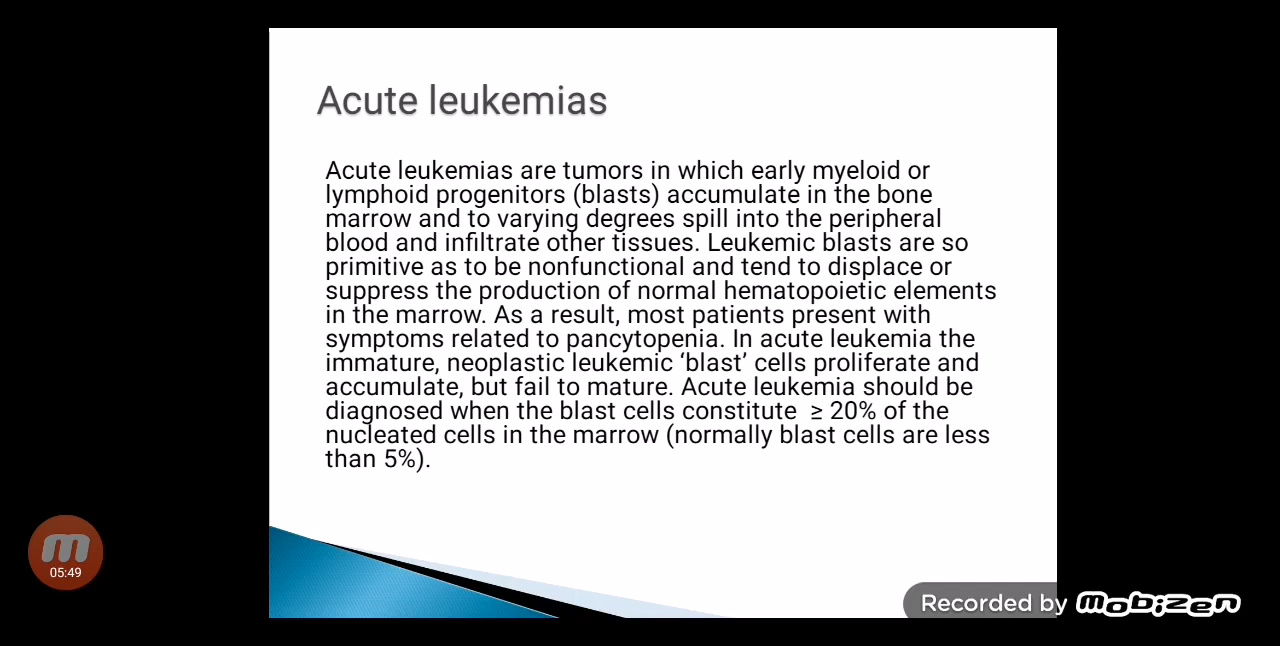 Acute leukemias
Acute leukemias are tumors in which early myeloid or
lymphoid progenitors (blasts) accumulate in the bone
marrow and to varying degrees spill into the peripheral
blood and infiltrate other tissues. Leukemic blasts are so
primitive as to be nonfunctional and tend to displace or
suppress the production of normal hematopoietic elements
in the marrow. As a result, most patients present with
symptoms related to pancytopenia. In acute leukemia the
immature, neoplastic leukemic ‘blast’ cells proliferate and
accumulate, but fail to mature. Acute leukemia should be
diagnosed when the blast cells constitute  ≥ 20% of the
nucleated cells in the marrow (normally blast cells are less
than 5%).
m
05:49
Recorded by mobizen